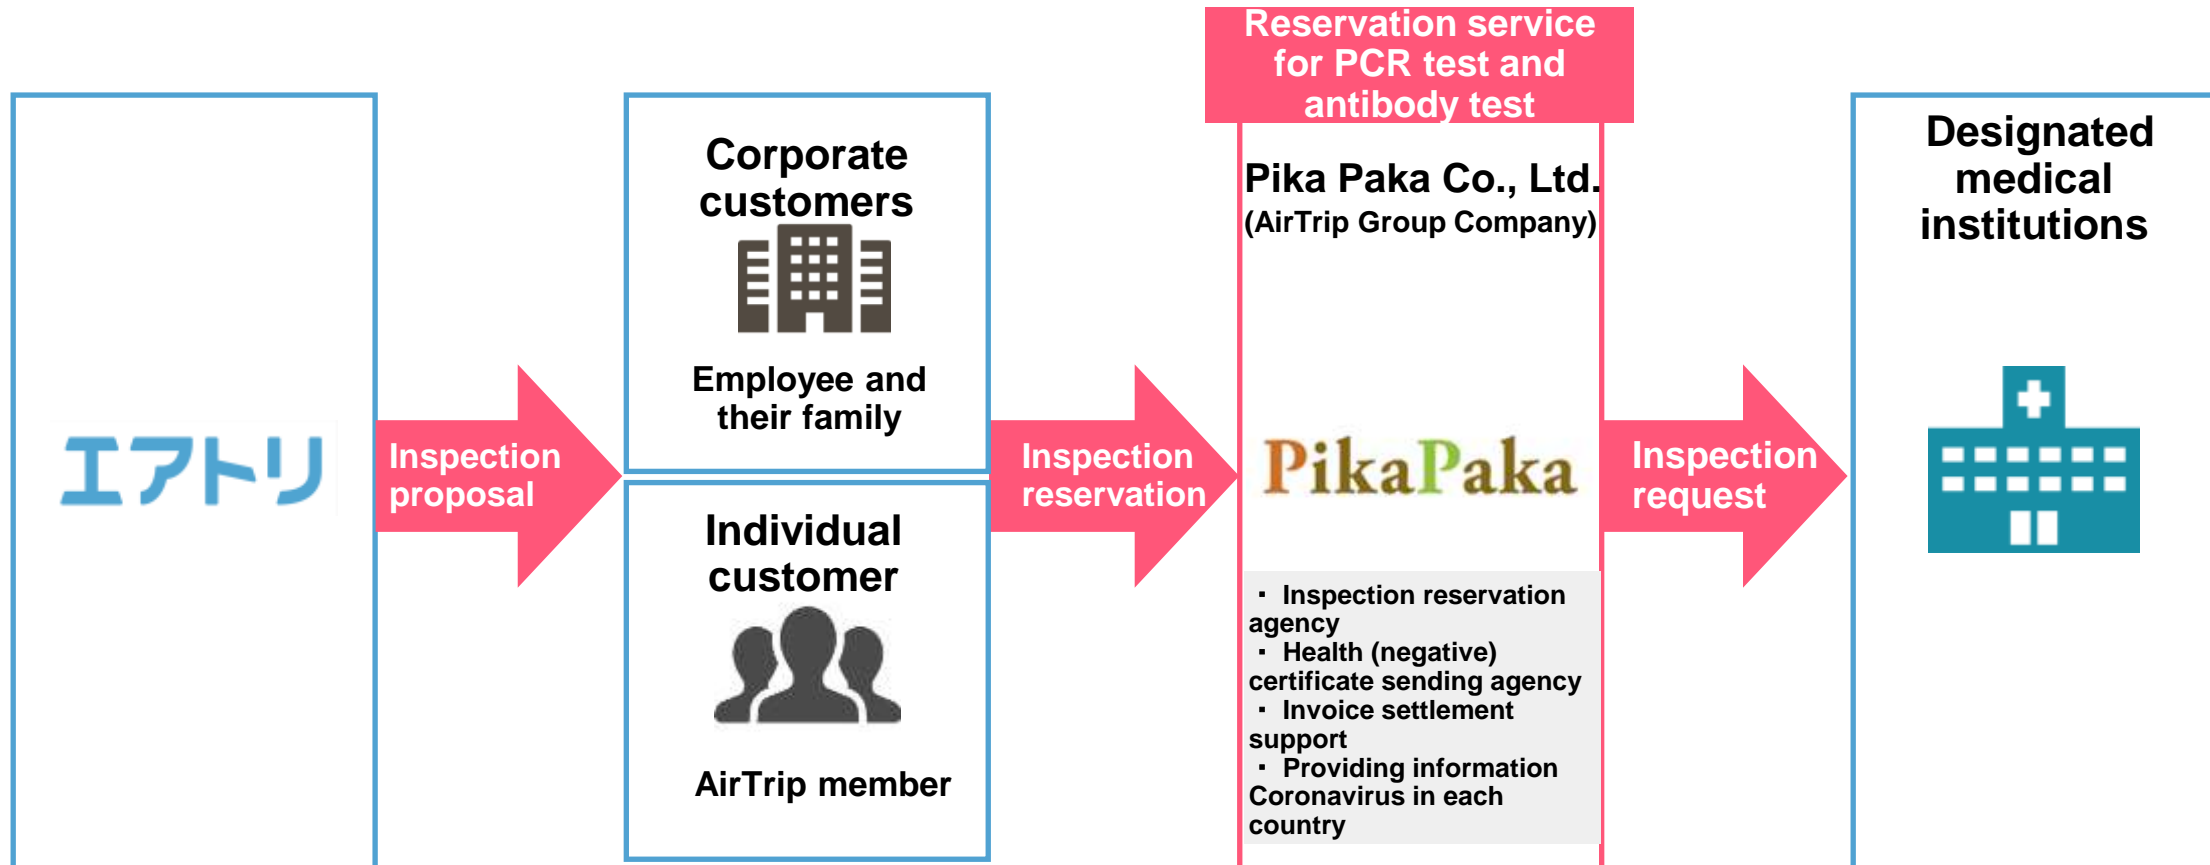 エアトリ
Inspection
proposal
Corporate
customers
Employee and
their family
Individual
customer
AirTrip member
Inspection
reservation
Reservation service
for PCR test and
antibody test
Pika Paka Co., Ltd.
(AirTrip Group Company)
PikaPaka
・ Inspection reservation
agency
・ Health (negative)
certificate sending agency
・ Invoice settlement
support
・ Providing information
Coronavirus in each
country
Inspection
request
Designated
medical
institutions